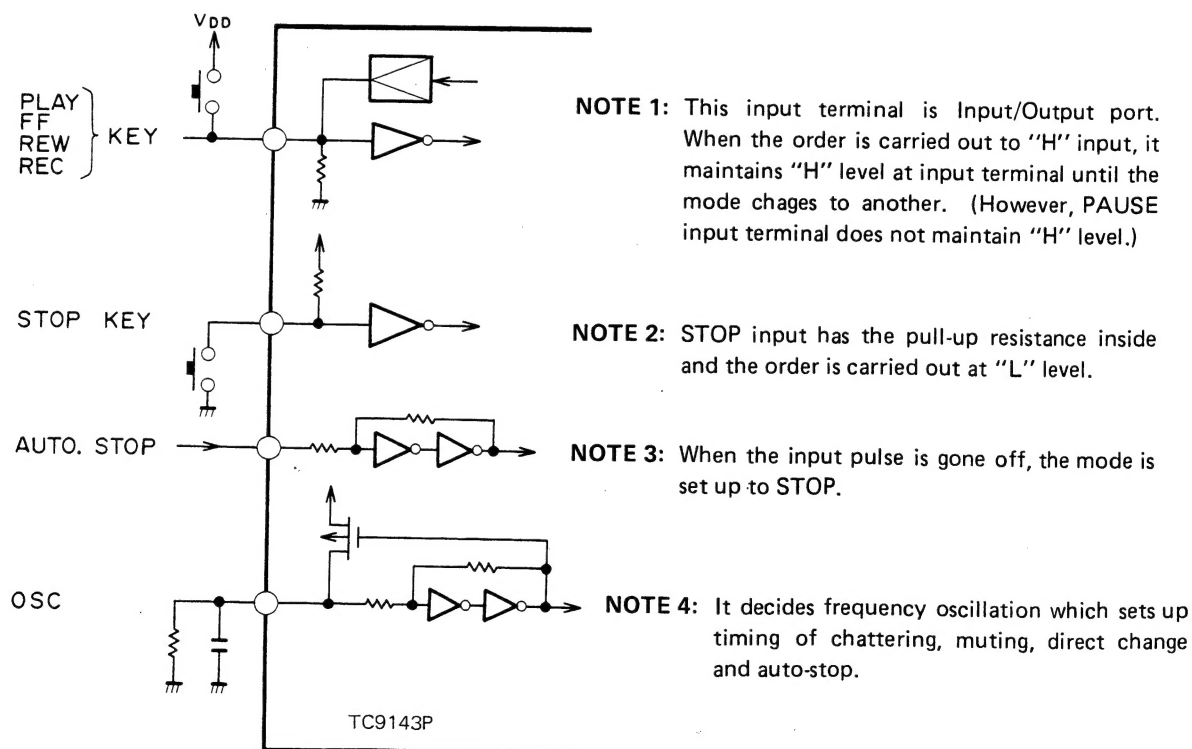 VDD
PLAY
FF
REW
REC
KEY
NOTE 1: This input terminal is Input/Output port.
When the order is carried out to "H" input, it
maintains "H" level at input terminal until the
mode chages to another. (However, PAUSE
input terminal does not maintain "H" level.)
STOP KEY
NOTE 2: STOP input has the pull-up resistance inside
and the order is carried out at "L" level.
AUTO. STOP
NOTE 3: When the input pulse is gone off, the mode is
set up to STOP.
OSC
NOTE 4: It decides frequency oscillation which sets up
timing of chattering, muting, direct change
and auto-stop.
TC9143P